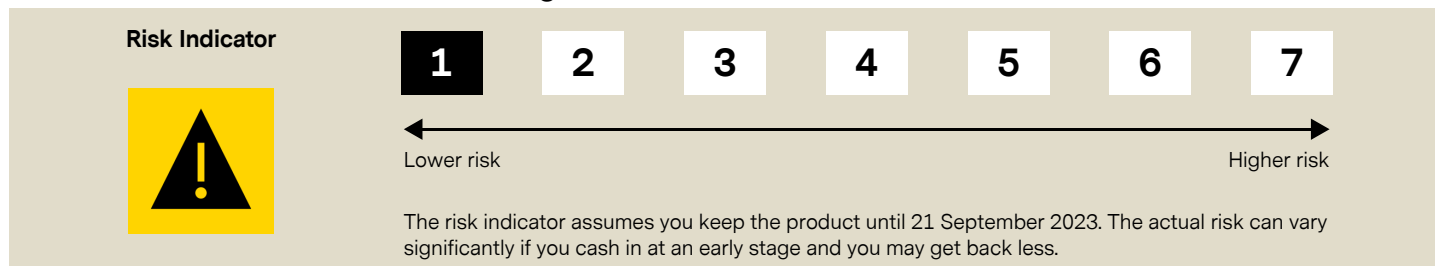 Risk Indicator
1 2 3 4 5 6 7
Lower risk Higher risk
The risk indicator assumes you keep the product until 21 September 2023. The actual risk can vary
significantly if you cash in at an early stage and you may get back less.